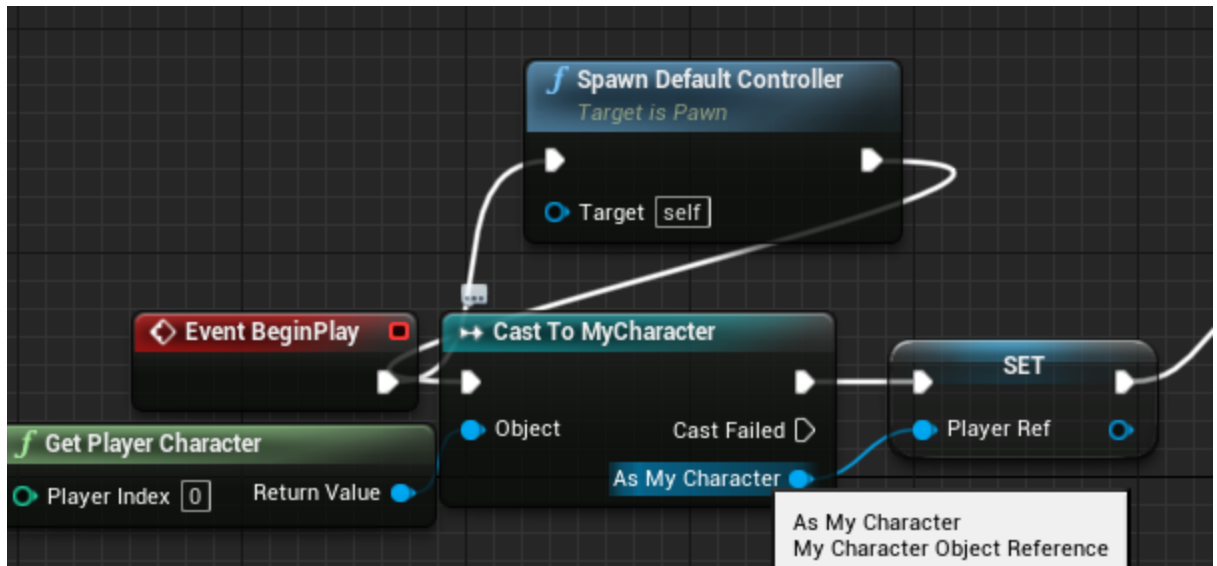 f Spawn Default Controller
Target is Pawn
Target self
Event BeginPlay
Cast To MyCharacter
SET
Object
Cast Failed
Player Ref
f Get Player Character
As My Character
Player Index 0
Return Value
As My Character
My Character Object Reference